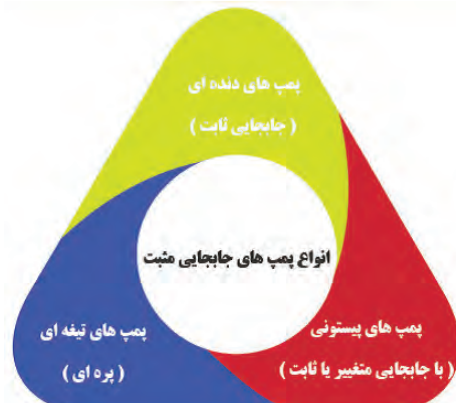 پمپ های دنده ای
( جابجایی ثابت )
انواع پمپ های جابجایی مثبت
پمپ های پیستونی
( با جابجایی متغییر یا ثابت )
پمپ های تیغه ای
( پره ای )